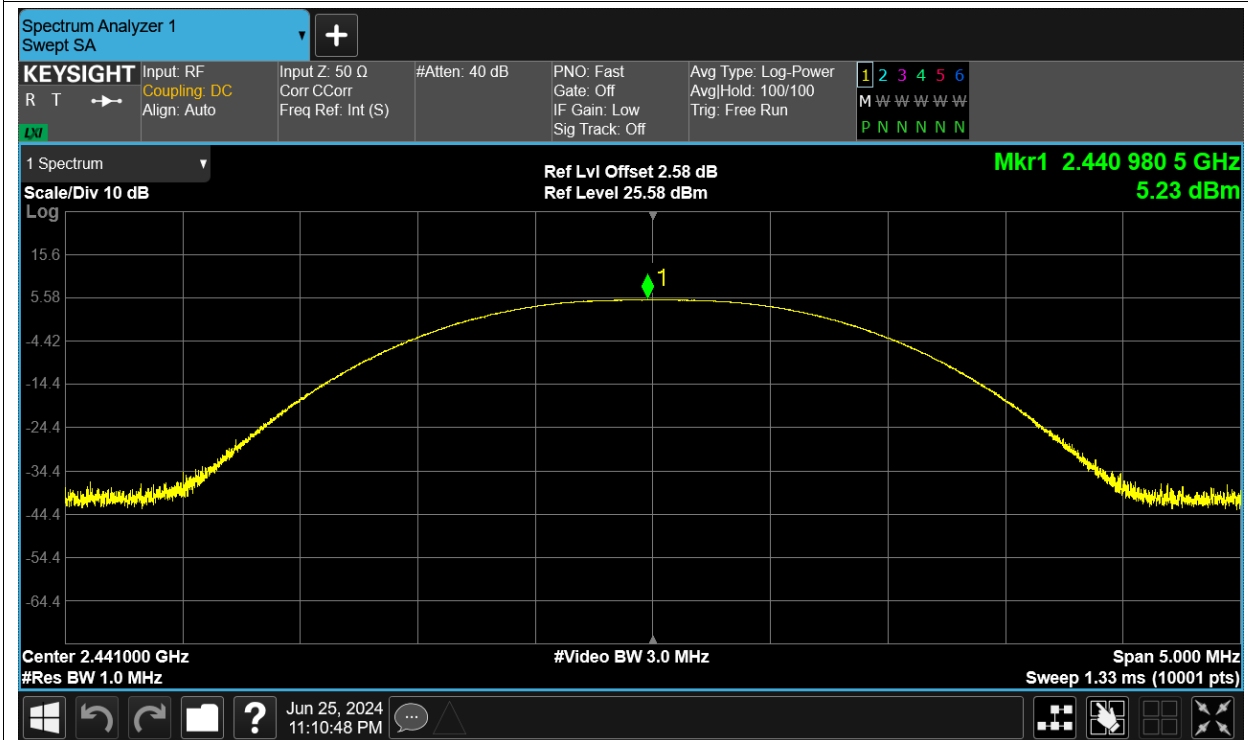 Spectrum Analyzer 1
Swept SA
+
KEYSIGHT
R T
LXI
Input: RF
Coupling: DC
Align: Auto
Input Z: 50 Ω
Corr CCorr
Freq Ref: Int (S)
#Atten: 40 dB
PNO: Fast
Gate: Off
IF Gain: Low
Sig Track: Off
Avg Type: Log-Power
Avg|Hold: 100/100
Trig: Free Run
1 2 3 4 5 6
M W W W W W
P N N N N N
1 Spectrum
Scale/Div 10 dB
Log
Ref Lvl Offset 2.58 dB
Ref Level 25.58 dBm
Mkr1 2.440 980 5 GHz
5.23 dBm
1
15.6
5.58
-4.42
-14.4
-24.4
-34.4
-44.4
-54.4
-64.4
Center 2.441000 GHz
#Res BW 1.0 MHz
#Video BW 3.0 MHz
Span 5.000 MHz
Sweep 1.33 ms (10001 pts)
?
Jun 25, 2024
11:10:48 PM